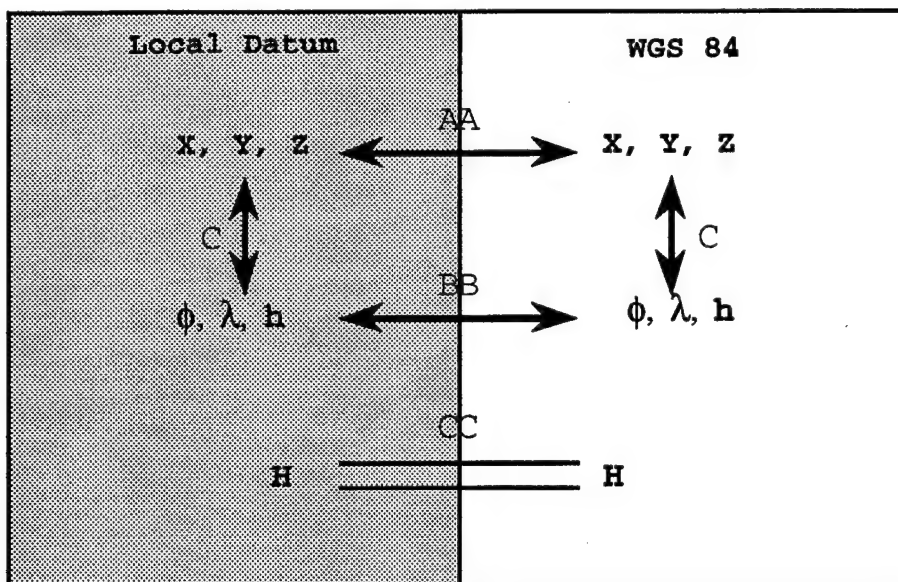 Local Datum WGS 84
AA
X, Y, Z X, Y, Z
C C
BB
ϕ, λ, h ϕ, λ, h
CC
H H